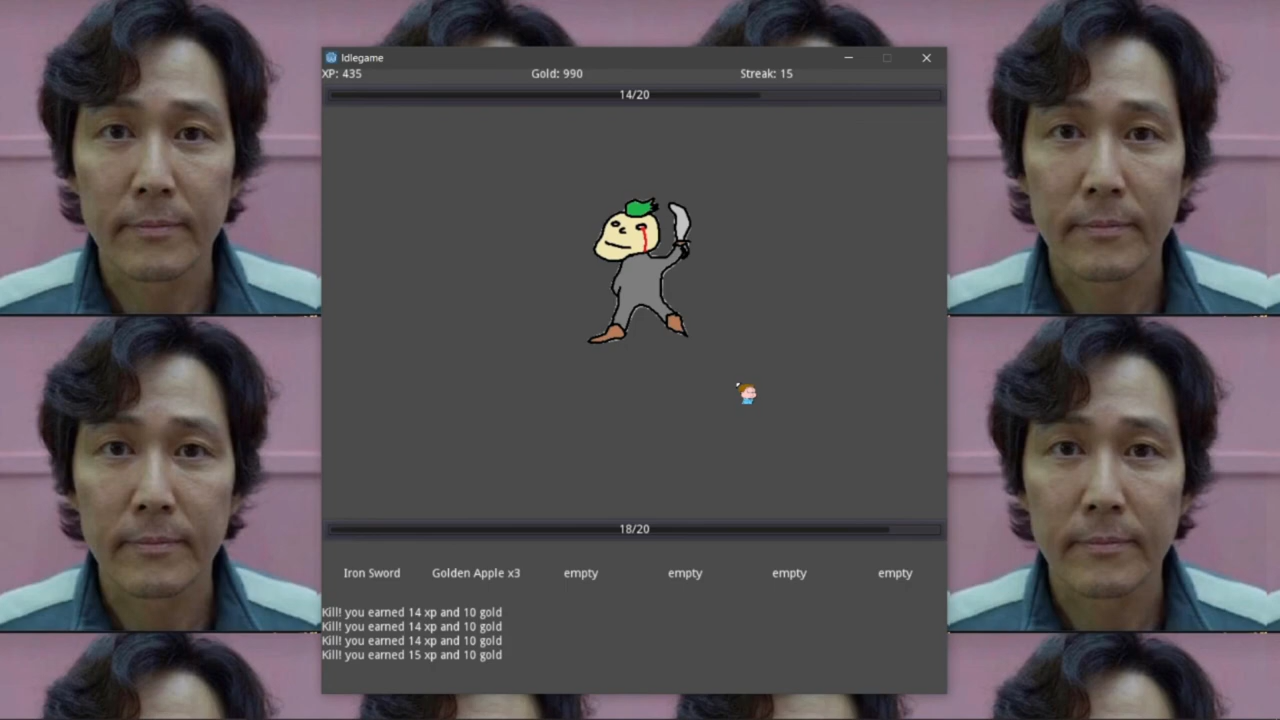 Idlegame
XP: 435 Gold: 990 Streak: 15
14/20
18/20
Iron Sword Golden Apple x3 empty empty empty empty
Kill! you earned 14 xp and 10 gold
Kill! you earned 14 xp and 10 gold
Kill! you earned 14 xp and 10 gold
Kill! you earned 15 xp and 10 gold